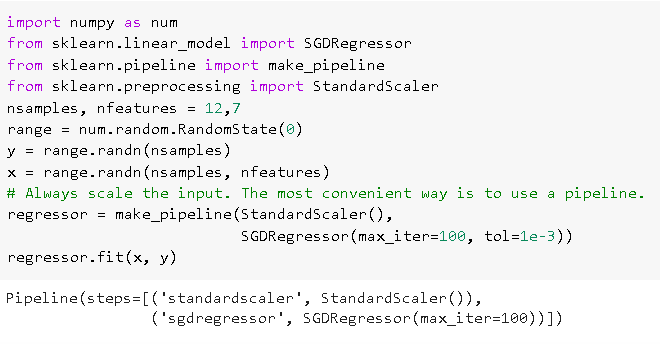 import numpy as num
from sklearn.linear_model import SGDRegressor
from sklearn.pipeline import make_pipeline
from sklearn.preprocessing import StandardScaler
nsamples, nfeatures = 12,7
range = num.random.RandomState(0)
y = range.randn(nsamples)
x = range.randn(nsamples, nfeatures)
# Always scale the input. The most convenient way is to use a pipeline.
regressor = make_pipeline(StandardScaler(),
                          SGDRegressor(max_iter=100, tol=1e-3))
regressor.fit(x, y)
Pipeline(steps=[('standardscaler', StandardScaler()),
                ('sgdregressor', SGDRegressor(max_iter=100))])